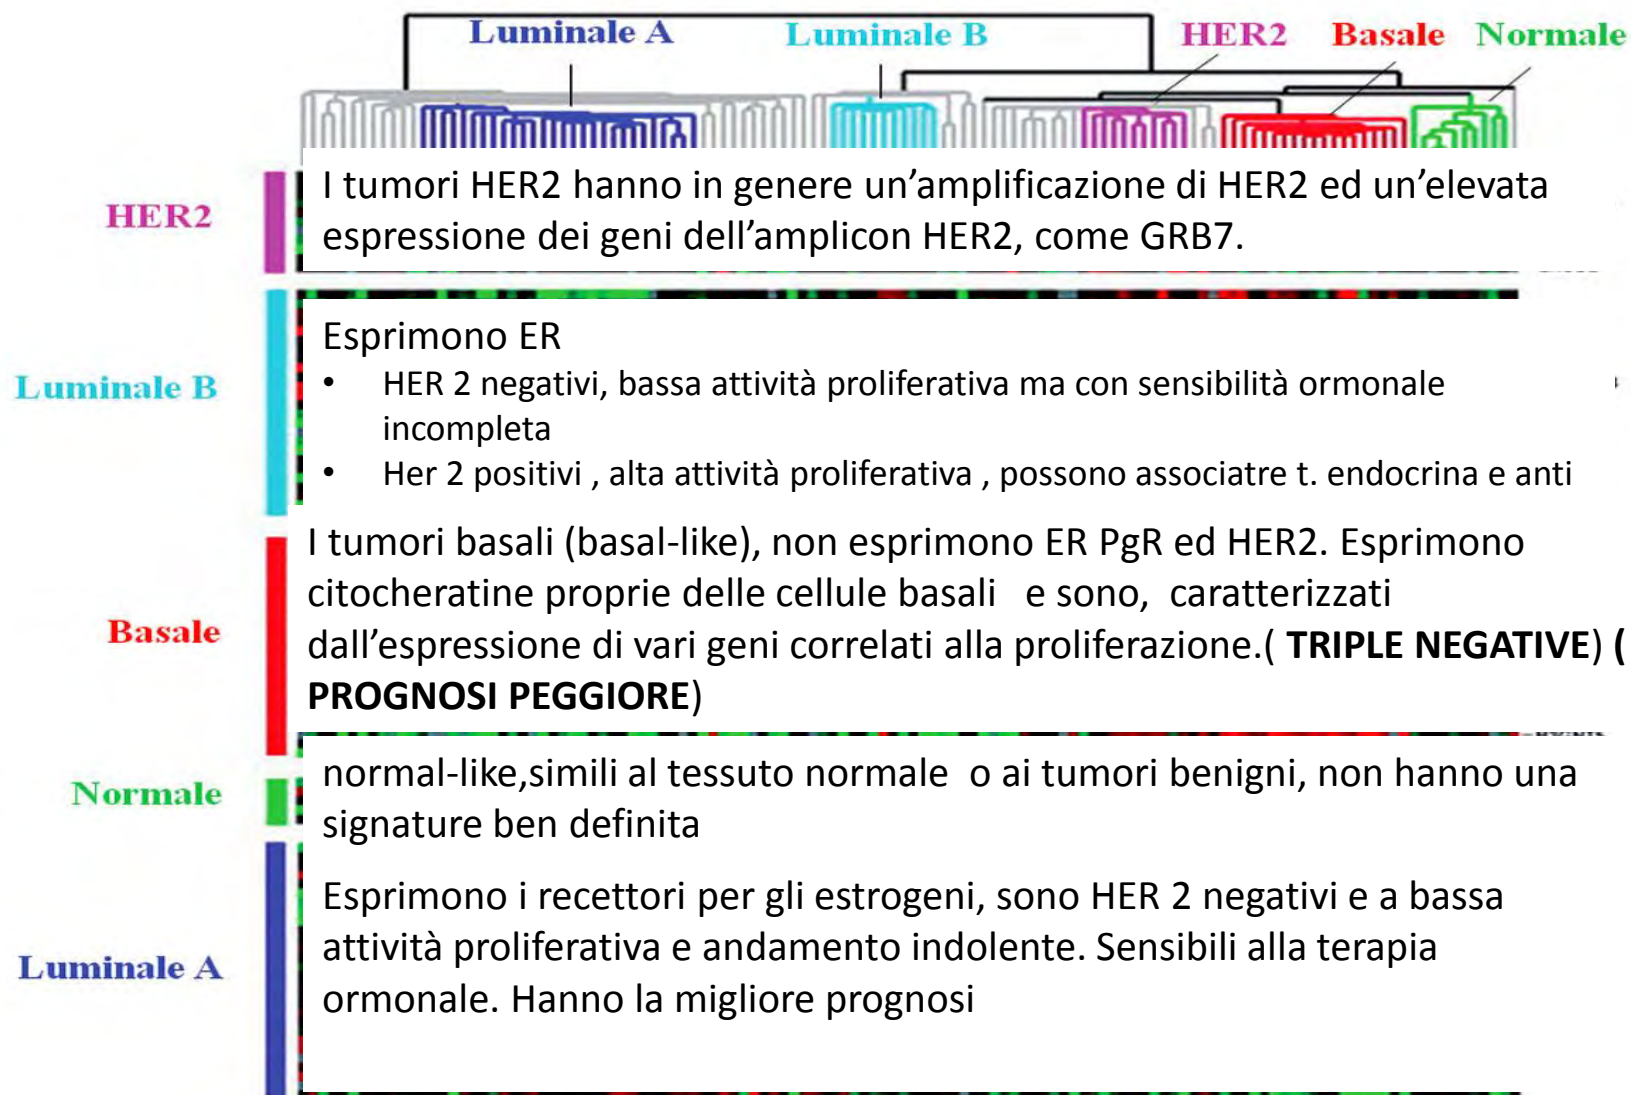 Luminale A Luminale B HER2 Basale Normale
HER2
I tumori HER2 hanno in genere un’amplificazione di HER2 ed un’elevata
espressione dei geni dell’amplicon HER2, come GRB7.
Luminale B
Esprimono ER
• HER 2 negativi, bassa attività proliferativa ma con sensibilità ormonale
incompleta
• Her 2 positivi , alta attività proliferativa , possono associatre t. endocrina e anti
Basale
I tumori basali (basal-like), non esprimono ER PgR ed HER2. Esprimono
citocheratine proprie delle cellule basali e sono, caratterizzati
dall’espressione di vari geni correlati alla proliferazione.( TRIPLE NEGATIVE) (
PROGNOSI PEGGIORE)
Normale
normal-like,simili al tessuto normale o ai tumori benigni, non hanno una
signature ben definita
Luminale A
Esprimono i recettori per gli estrogeni, sono HER 2 negativi e a bassa
attività proliferativa e andamento indolente. Sensibili alla terapia
ormonale. Hanno la migliore prognosi